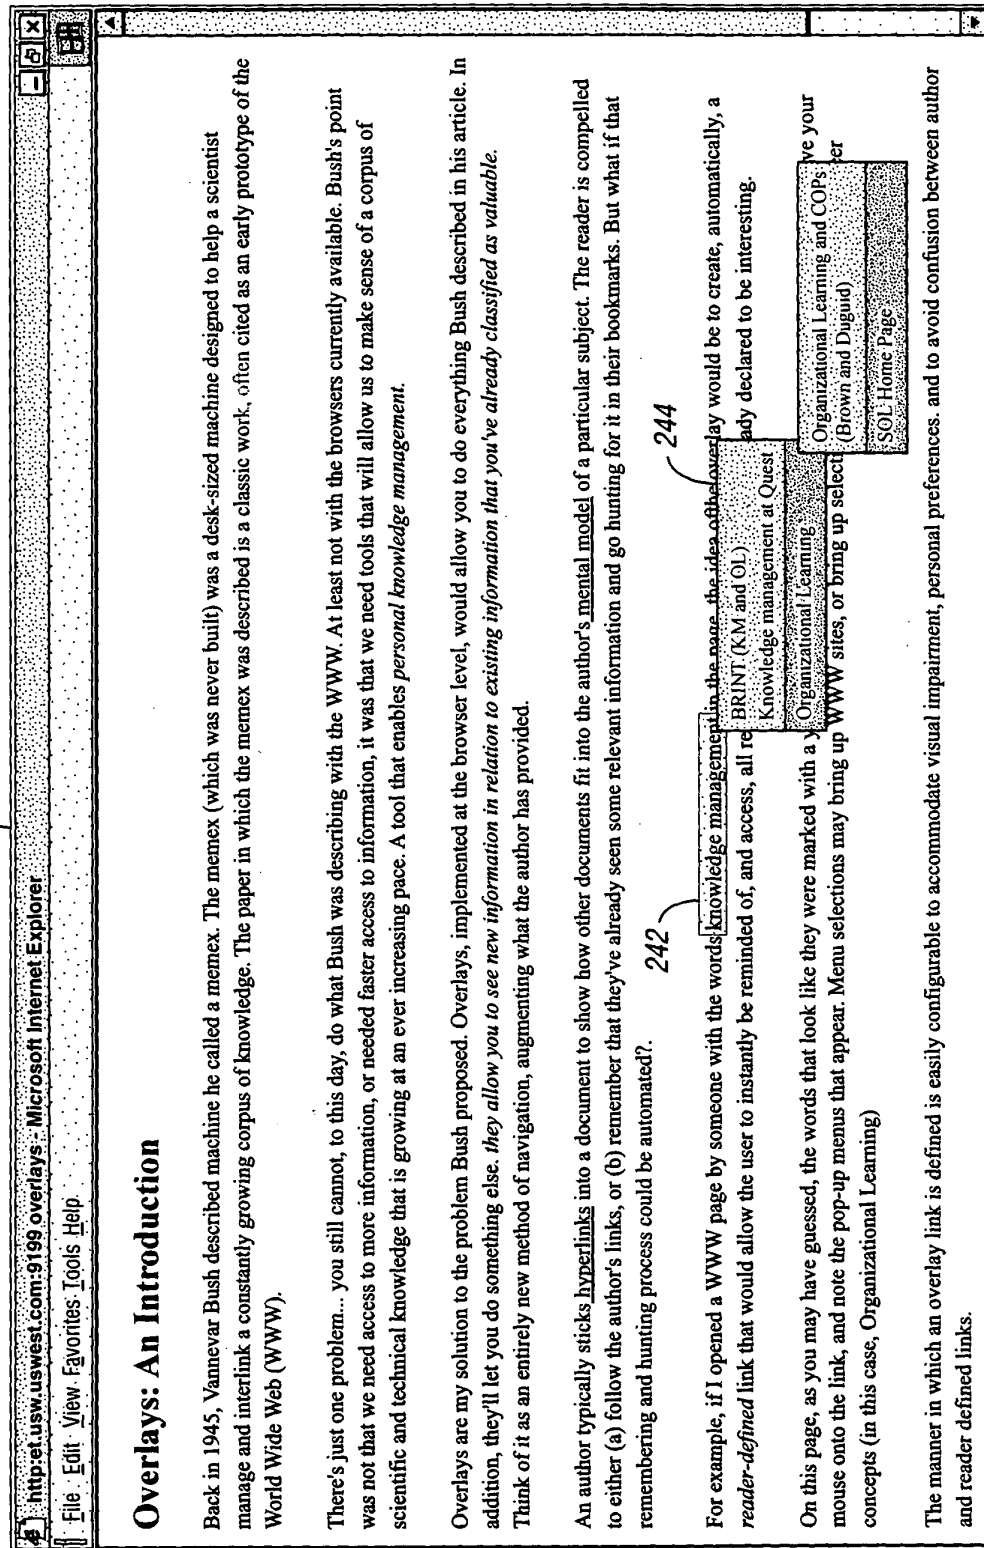 http:et.usw.uswest.com:9199 overlays - Microsoft Internet Explorer
File Edit View Favorites Tools Help
Overlays: An Introduction
Back in 1945, Vannevar Bush described machine he called a memex. The memex (which was never built) was a desk-sized machine designed to help a scientist
manage and interlink a constantly growing corpus of knowledge. The paper in which the memex was described is a classic work, often cited as an early prototype of the
World Wide Web (WWW).
There's just one problem... you still cannot, to this day, do what Bush was describing with the WWW. At least not with the browsers currently available. Bush's point
was not that we need access to more information, or needed faster access to information, it was that we need tools that will allow us to make sense of a corpus of
scientific and technical knowledge that is growing at an ever increasing pace. A tool that enables personal knowledge management.
Overlays are my solution to the problem Bush proposed. Overlays, implemented at the browser level, would allow you to do everything Bush described in his article. In
addition, they'll let you do something else. they allow you to see new information in relation to existing information that you've already classified as valuable.
Think of it as an entirely new method of navigation, augmenting what the author has provided.
An author typically sticks hyperlinks into a document to show how other documents fit into the author's mental model of a particular subject. The reader is compelled
to either (a) follow the author's links, or (b) remember that they've already seen some relevant information and go hunting for it in their bookmarks. But what if that
remembering and hunting process could be automated?.
242
244
For example, if I opened a WWW page by someone with the words knowledge management in the page, the idea of the overlay would be to create, automatically, a
reader-defined link that would allow the user to instantly be reminded of, and access, all re ady declared to be interesting.
BRINT (KM and OL)
Knowledge management at Quest
Organizational Learning
Organizational Learning and COPs
(Brown and Duguid)
SOL Home Page
On this page, as you may have guessed, the words that look like they were marked with a y ve your
mouse onto the link, and note the pop-up menus that appear. Menu selections may bring up WWW sites, or bring up selecti eer
concepts (in this case, Organizational Learning)
The manner in which an overlay link is defined is easily configurable to accommodate visual impairment, personal preferences. and to avoid confusion between author
and reader defined links.